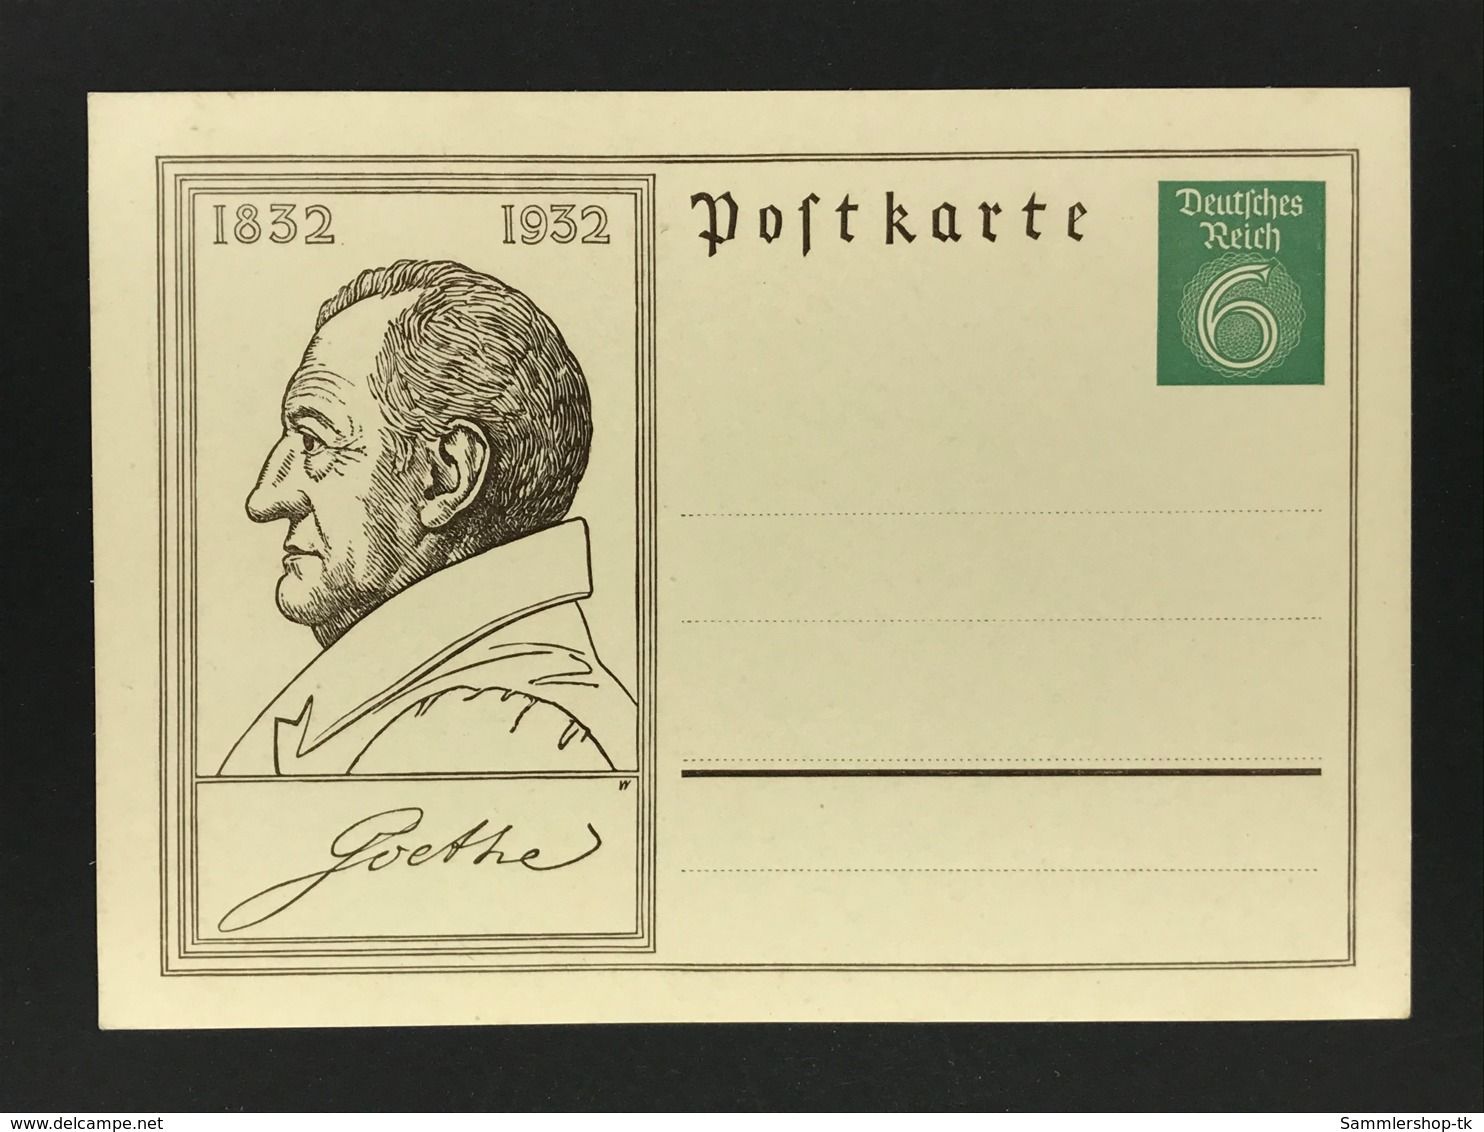 1832 1932
Poſtkarte
Deutſches
Reich
6
W
Goethe
www.delcampe.net
Sammlershop-tk